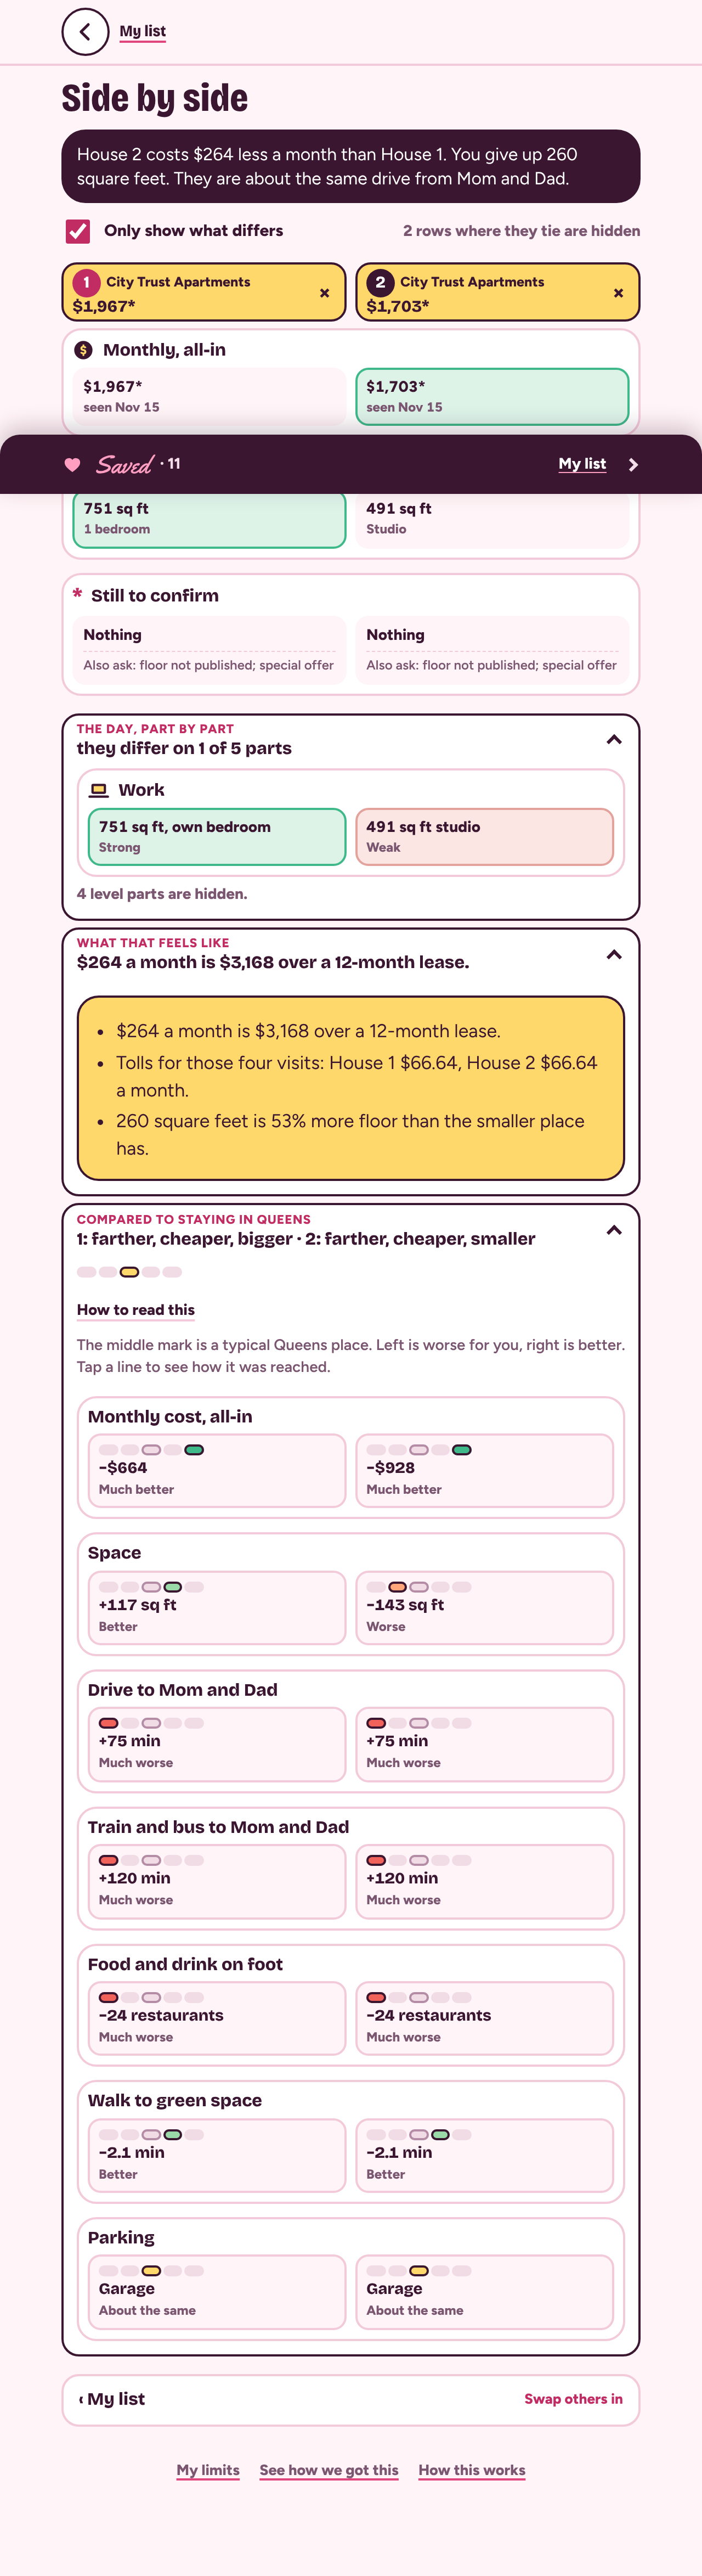 My list
Side by side
House 2 costs $264 less a month than House 1. You give up 260
square feet. They are about the same drive from Mom and Dad.
Only show what differs
2 rows where they tie are hidden
1 City Trust Apartments
$1,967*
×
2 City Trust Apartments
$1,703*
×
$ Monthly, all-in
$1,967*
seen Nov 15
$1,703*
seen Nov 15
Saved · 11
My list
751 sq ft
1 bedroom
491 sq ft
Studio
* Still to confirm
Nothing
Also ask: floor not published; special offer
Nothing
Also ask: floor not published; special offer
THE DAY, PART BY PART
they differ on 1 of 5 parts
Work
751 sq ft, own bedroom
Strong
491 sq ft studio
Weak
4 level parts are hidden.
WHAT THAT FEELS LIKE
$264 a month is $3,168 over a 12-month lease.
• $264 a month is $3,168 over a 12-month lease.
• Tolls for those four visits: House 1 $66.64, House 2 $66.64
a month.
• 260 square feet is 53% more floor than the smaller place
has.
COMPARED TO STAYING IN QUEENS
1: farther, cheaper, bigger · 2: farther, cheaper, smaller
How to read this
The middle mark is a typical Queens place. Left is worse for you, right is better.
Tap a line to see how it was reached.
Monthly cost, all-in
−$664
Much better
−$928
Much better
Space
+117 sq ft
Better
−143 sq ft
Worse
Drive to Mom and Dad
+75 min
Much worse
+75 min
Much worse
Train and bus to Mom and Dad
+120 min
Much worse
+120 min
Much worse
Food and drink on foot
−24 restaurants
Much worse
−24 restaurants
Much worse
Walk to green space
−2.1 min
Better
−2.1 min
Better
Parking
Garage
About the same
Garage
About the same
‹ My list
Swap others in
My limits
See how we got this
How this works